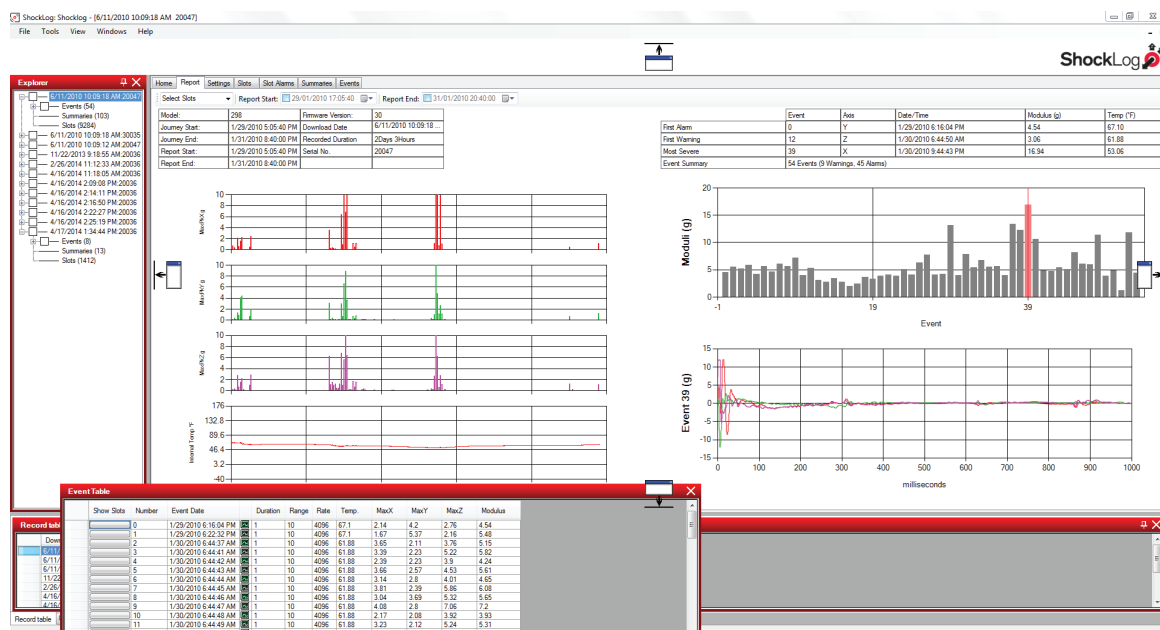 ShockLog: Shocklog - [6/11/2010 10:09:18 AM 20047]
File Tools View Windows Help
ShockLog
Explorer
6/11/2010 10:09:18 AM:20047
Events (54)
Summaries (103)
Slots (9284)
6/11/2010 10:09:18 AM:30035
6/11/2010 10:09:12 AM:20047
11/22/2013 9:18:55 AM:20036
2/26/2014 11:12:33 AM:20036
4/16/2014 11:18:05 AM:20036
4/16/2014 2:09:08 PM:20036
4/16/2014 2:14:11 PM:20036
4/16/2014 2:16:50 PM:20036
4/16/2014 2:22:27 PM:20036
4/16/2014 2:25:19 PM:20036
4/17/2014 1:34:44 PM:20036
Events (8)
Summaries (13)
Slots (1412)
Home Report Settings Slots Slot Alarms Summaries Events
Select Slots Report Start: 29/01/2010 17:05:40 Report End: 31/01/2010 20:40:00
Model: 298 Firmware Version: 30
Journey Start: 1/29/2010 5:05:40 PM Download Date 6/11/2010 10:09:18 ...
Journey End: 1/31/2010 8:40:00 PM Recorded Duration 2Days 3Hours
Report Start: 1/29/2010 5:05:40 PM Serial No. 20047
Report End: 1/31/2010 8:40:00 PM
Event Axis Date/Time Modulus (g) Temp (°F)
First Alarm 0 Y 1/29/2010 6:16:04 PM 4.54 67.10
First Warning 12 Z 1/30/2010 6:44:50 AM 3.06 61.88
Most Severe 39 X 1/30/2010 9:44:43 PM 16.94 53.06
Event Summary 54 Events (9 Warnings, 45 Alarms)
MaxPkXg
10
8
6
4
2
0
MaxPkYg
10
8
6
4
2
0
MaxPkZg
10
8
6
4
2
0
Internal Temp °F
176
132.8
89.6
46.4
3.2
-40
Moduli (g)
20
15
10
5
0
-1 19 39
Event
Event 39 (g)
15
10
5
0
-5
-10
-15
0 100 200 300 400 500 600 700 800 900 1000
milliseconds
Event Table
Show Slots Number Event Date Duration Range Rate Temp. MaxX MaxY MaxZ Modulus
0 1/29/2010 6:16:04 PM 1 10 4096 67.1 2.14 4.2 2.76 4.54
1 1/29/2010 6:22:32 PM 1 10 4096 67.1 1.67 5.37 2.16 5.48
2 1/30/2010 6:44:37 AM 1 10 4096 61.88 3.65 2.11 3.76 5.15
3 1/30/2010 6:44:41 AM 1 10 4096 61.88 3.39 2.23 5.22 5.82
4 1/30/2010 6:44:42 AM 1 10 4096 61.88 2.39 2.23 3.9 4.24
5 1/30/2010 6:44:43 AM 1 10 4096 61.88 3.66 2.57 4.53 5.61
6 1/30/2010 6:44:44 AM 1 10 4096 61.88 3.14 2.8 4.01 4.65
7 1/30/2010 6:44:45 AM 1 10 4096 61.88 3.81 2.39 5.86 6.08
8 1/30/2010 6:44:46 AM 1 10 4096 61.88 3.04 3.69 5.32 5.65
9 1/30/2010 6:44:47 AM 1 10 4096 61.88 4.08 2.8 7.06 7.2
10 1/30/2010 6:44:48 AM 1 10 4096 61.88 2.17 2.08 3.92 3.93
11 1/30/2010 6:44:49 AM 1 10 4096 61.88 3.23 2.12 5.24 5.31
Record tabl
Down
6/11/
6/11/
6/11/
11/22
2/26/
4/16/
4/16/
Record table